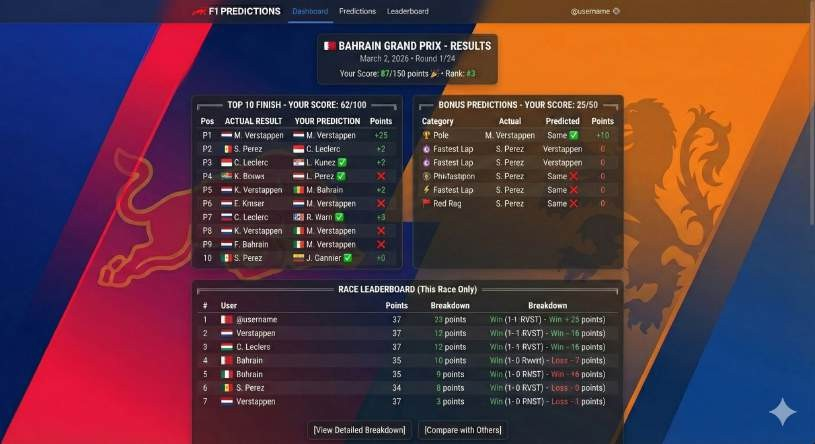 F1 PREDICTIONS Dashboard Predictions Leaderboard @username
BAHRAIN GRAND PRIX - RESULTS
March 2, 2026 • Round 1/24
Your Score: 87/150 points • Rank: #3
TOP 10 FINISH - YOUR SCORE: 62/100
Pos ACTUAL RESULT YOUR PREDICTION Points
P1 M. Verstappen M. Verstappen +25
P2 S. Perez C. Leclerc +2
P3 C. Leclerc L. Kunez +2
P4 K. Bouws L. Perez
P5 K. Verstappen M. Bahrain +2
P6 E. Kmser M. Verstappen
P7 C. Leclerc R. Warn +3
P8 K. Verstappen M. Verstappen
P9 F. Bahrain M. Verstappen
10 S. Perez J. Gannier +0
BONUS PREDICTIONS - YOUR SCORE: 25/50
Category Actual Predicted Points
Pole M. Verstappen Same +10
Fastest Lap S. Perez Verstappen 0
Fastest Lap S. Perez Verstappen 0
S. Perez Same 0
Fastest Lap S. Perez Same 0
Red Rag S. Perez Same 0
RACE LEADERBOARD (This Race Only)
# User Points Breakdown Breakdown
1 @username 37 23 points Win (1-1 RVST) - Win +25 points)
2 Verstappen 37 12 points Win (1-1 RVST) - Win -16 points)
3 C. Leclers 37 12 points Win (1-1 RVST) - Win -16 points)
4 Bahrain 35 10 points Win (1-0 - Loss -7 points)
5 Bohrain 35 9 points Win (1-0 RMST) - Win -16 points)
6 S. Perez 34 8 points Win (1-0 RVST) - Loss -0 points)
7 Verstappen 37 3 points Win (1-0 RNST) - Loss -1 points)
[View Detailed Breakdown] [Compare with Others]